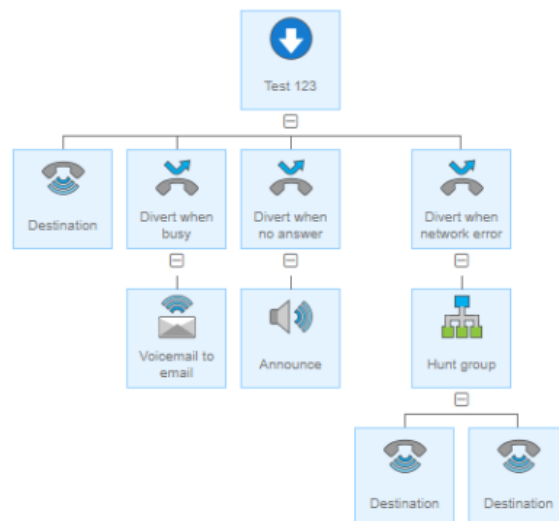 Test 123
Destination
Divert when
busy
Divert when
no answer
Divert when
network error
Voicemail to
email
Announce
Hunt group
Destination
Destination